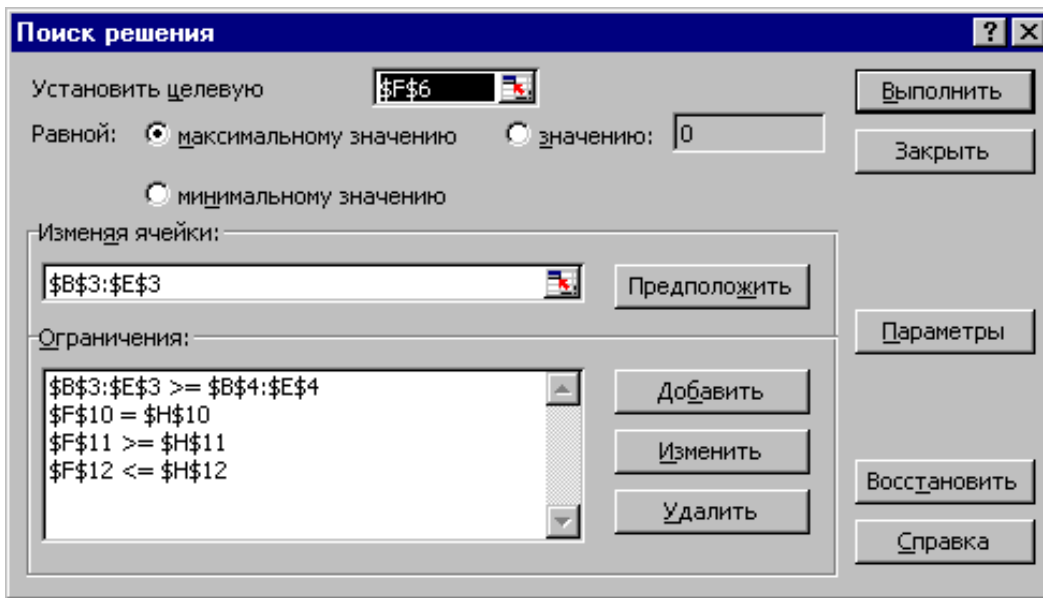 Поиск решения
Установить целевую $F$6 Выполнить
Равной: максимальному значению значению: 0
Закрыть
минимальному значению
Изменяя ячейки:
$B$3:$E$3 Предположить
Параметры
Ограничения:
$B$3:$E$3 >= $B$4:$E$4
$F$10 = $H$10
$F$11 >= $H$11
$F$12 <= $H$12
Добавить
Изменить
Удалить
Восстановить
Справка